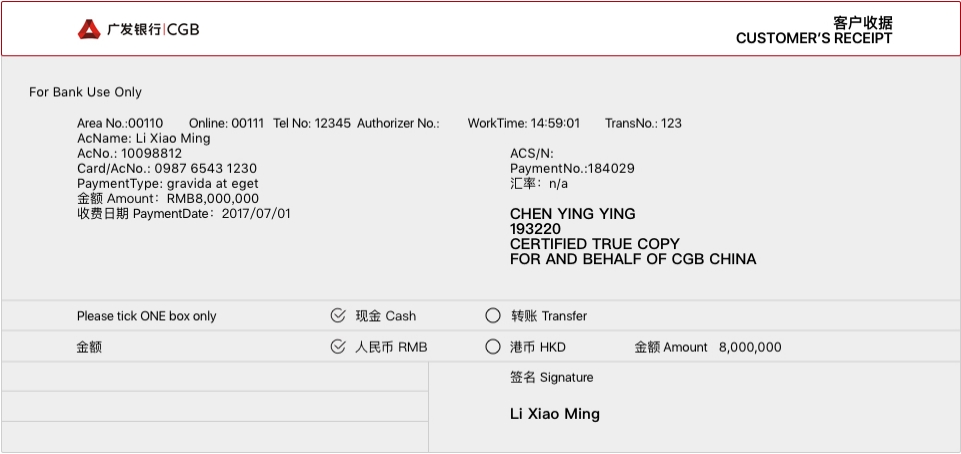 广发银行|CGB
客户收据
CUSTOMER'S RECEIPT
For Bank Use Only
Area No.:00110 Online: 00111 Tel No: 12345 Authorizer No.: WorkTime: 14:59:01 TransNo.: 123
AcName: Li Xiao Ming
AcNo.: 10098812
Card/AcNo.: 0987 6543 1230
PaymentType: gravida at eget
金额 Amount: RMB8,000,000
收费日期 PaymentDate: 2017/07/01
ACS/N:
PaymentNo.:184029
汇率: n/a
CHEN YING YING
193220
CERTIFIED TRUE COPY
FOR AND BEHALF OF CGB CHINA
Please tick ONE box only 现金 Cash 转账 Transfer
金额 人民币 RMB 港币 HKD 金额 Amount 8,000,000
签名 Signature
Li Xiao Ming